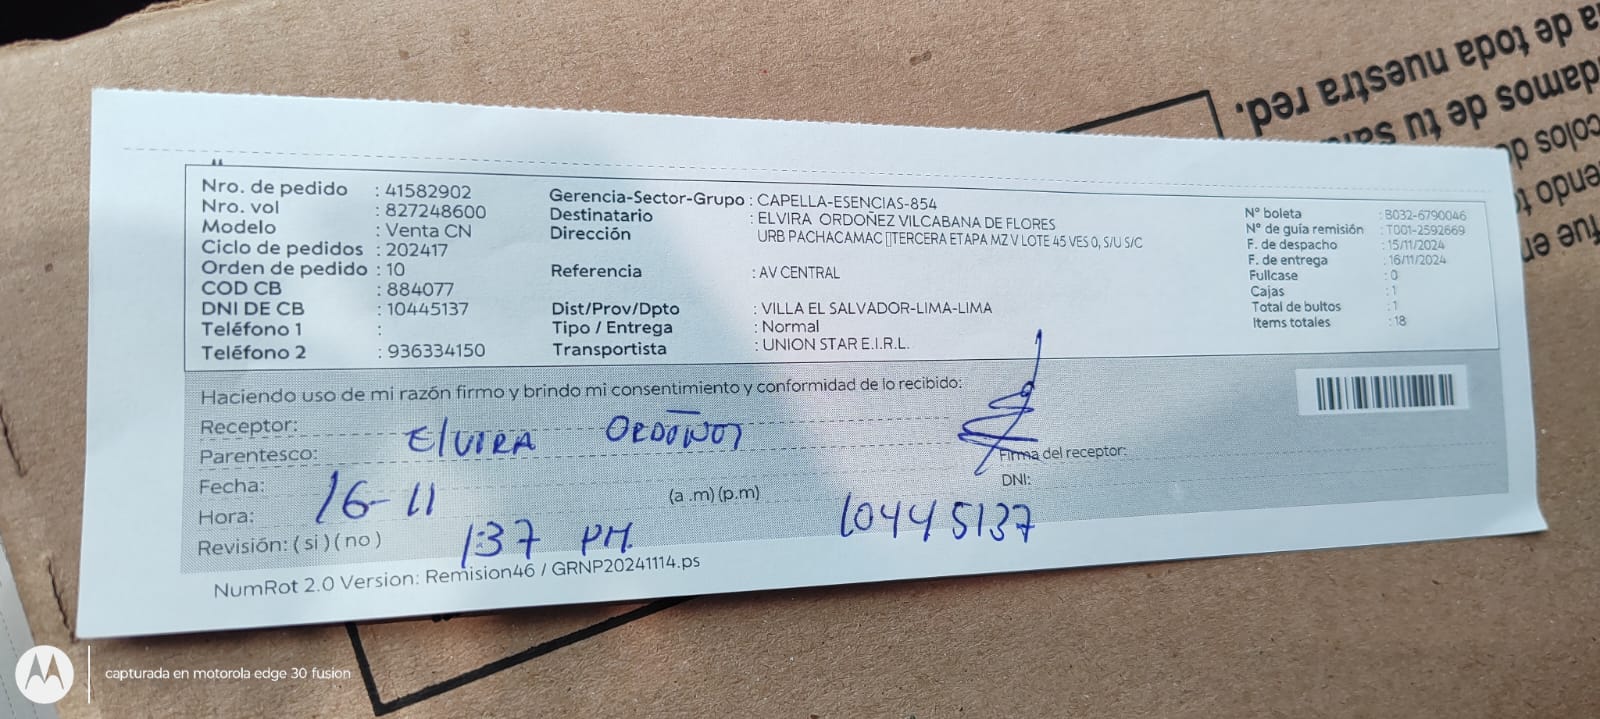 Nro. de pedido : 41582902
Nro. vol : 827248600
Modelo : Venta CN
Ciclo de pedidos : 202417
Orden de pedido : 10
COD CB : 884077
DNI DE CB : 10445137
Teléfono 1 :
Teléfono 2 : 936334150
Gerencia-Sector-Grupo : CAPELLA-ESENCIAS-854
Destinatario : ELVIRA ORDOÑEZ VILCABANA DE FLORES
Dirección URB PACHACAMAC ▯TERCERA ETAPA MZ V LOTE 45 VES 0, S/U S/C
Referencia : AV CENTRAL
Dist/Prov/Dpto : VILLA EL SALVADOR-LIMA-LIMA
Tipo / Entrega : Normal
Transportista : UNION STAR E.I.R.L.
N° boleta : B032-6790046
N° de guía remisión : T001-2592669
F. de despacho : 15/11/2024
F. de entrega : 16/11/2024
Fullcase : 0
Cajas : 1
Total de bultos : 1
Items totales : 18
Haciendo uso de mi razón firmo y brindo mi consentimiento y conformidad de lo recibido:
Receptor:
Elvira
Parentesco:
Fecha: 16-11
Hora: (a .m) (p.m)
1:37 PM
Revisión: ( si ) ( no )
Firma del receptor:
DNI:
10445137
NumRot 2.0 Version: Remision46 / GRNP20241114.ps
a de toda nuestra red.
damos de tu
capturada en motorola edge 30 fusion